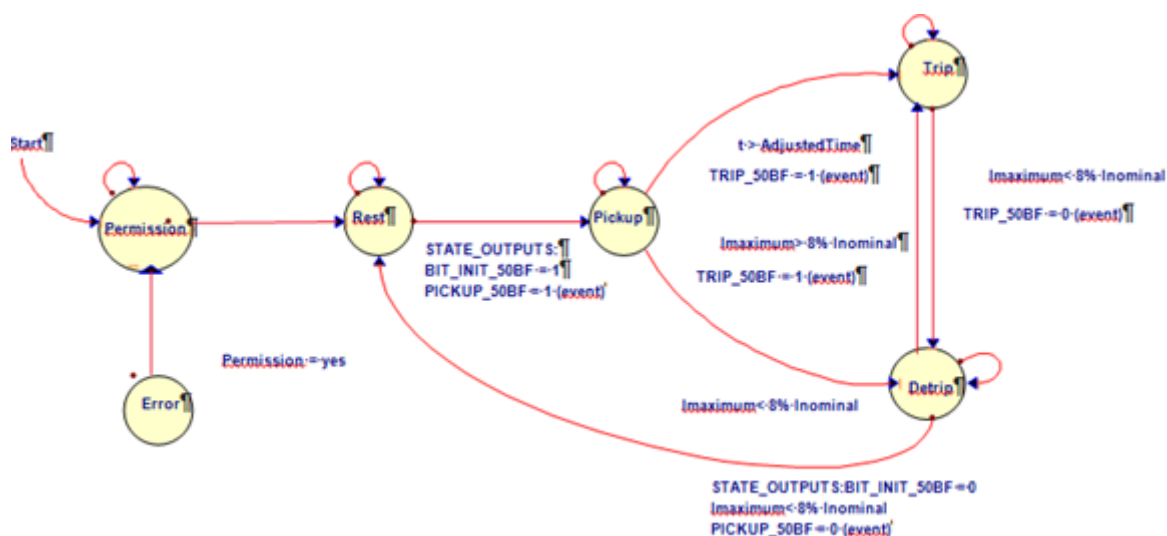 Trip¶
Start¶
t·>·AdjustedTime¶
TRIP_50BF·=·1·(event)¶
Imaximum<·8%·Inominal
TRIP_50BF·=·0·(event)¶
Permission¶
Rest¶
Pickup¶
STATE_OUTPUTS:¶
BIT_INIT_50BF·=·1¶
PICKUP_50BF·=·1·(event)
Imaximum>·8%·Inominal¶
TRIP_50BF·=·1·(event)¶
Permission·=·yes
Error¶
Detrip¶
Imaximum<·8%·Inominal
STATE_OUTPUTS:BIT_INIT_50BF·=·0
Imaximum<·8%·Inominal
PICKUP_50BF·=·0·(event)